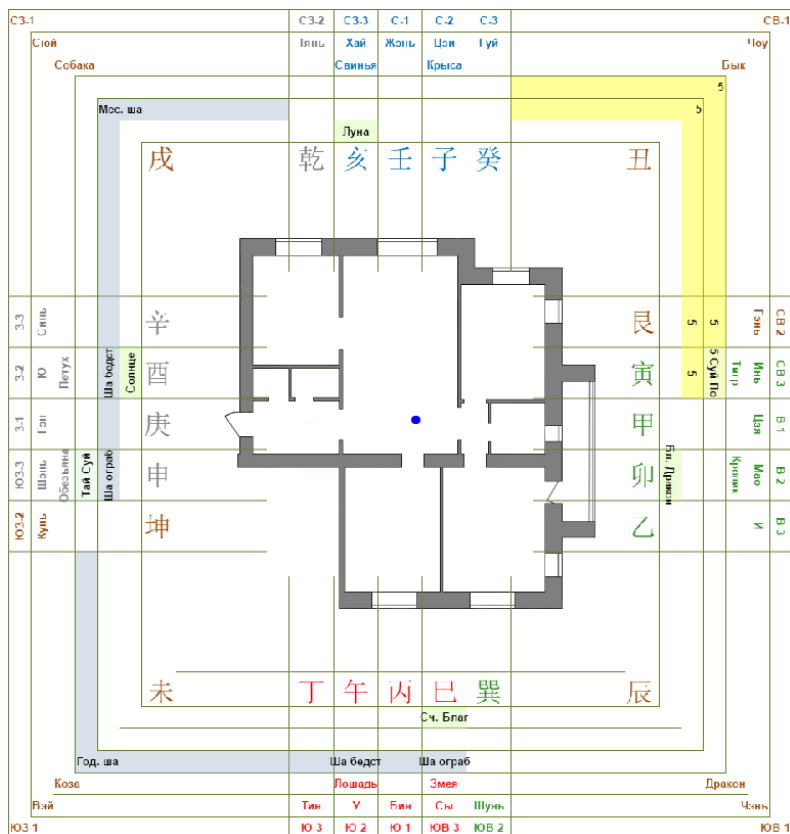 СЗ-1 СЗ-2 СЗ-3 С-1 С-2 С-3 СВ-1
Сюй Цянь Хай Жэнь Цзи Гуй Чоу
Собака Свинья Крыса Бык
5
Мес. ша 5
Луна
戌 乾 亥 壬 子 癸 丑
З-3 Синь 辛 艮 5 5 Гэнь СВ 2
З-2 Ю Петух Ша бедст Солнце 酉 寅 5 5 Суй По Тигр Инь СВ 3
З-1 Гэн 庚 甲 Цзя В 1
ЮЗ-3 Шэнь Обезьяна Тай Суй Ша ограб 申 卯 Бл. Дракон Кролик Мао В 2
ЮЗ-2 Кунь 坤 乙 И В 3
未 丁 午 丙 巳 巽 辰
Сч. Благ
Год. ша Ша бедст Ша ограб
Коза Лошадь Змея Дракон
Вэй Тин У Бин Сы Шунь Чэнь
ЮЗ 1 Ю 3 Ю 2 Ю 1 ЮВ 3 ЮВ 2 ЮВ 1